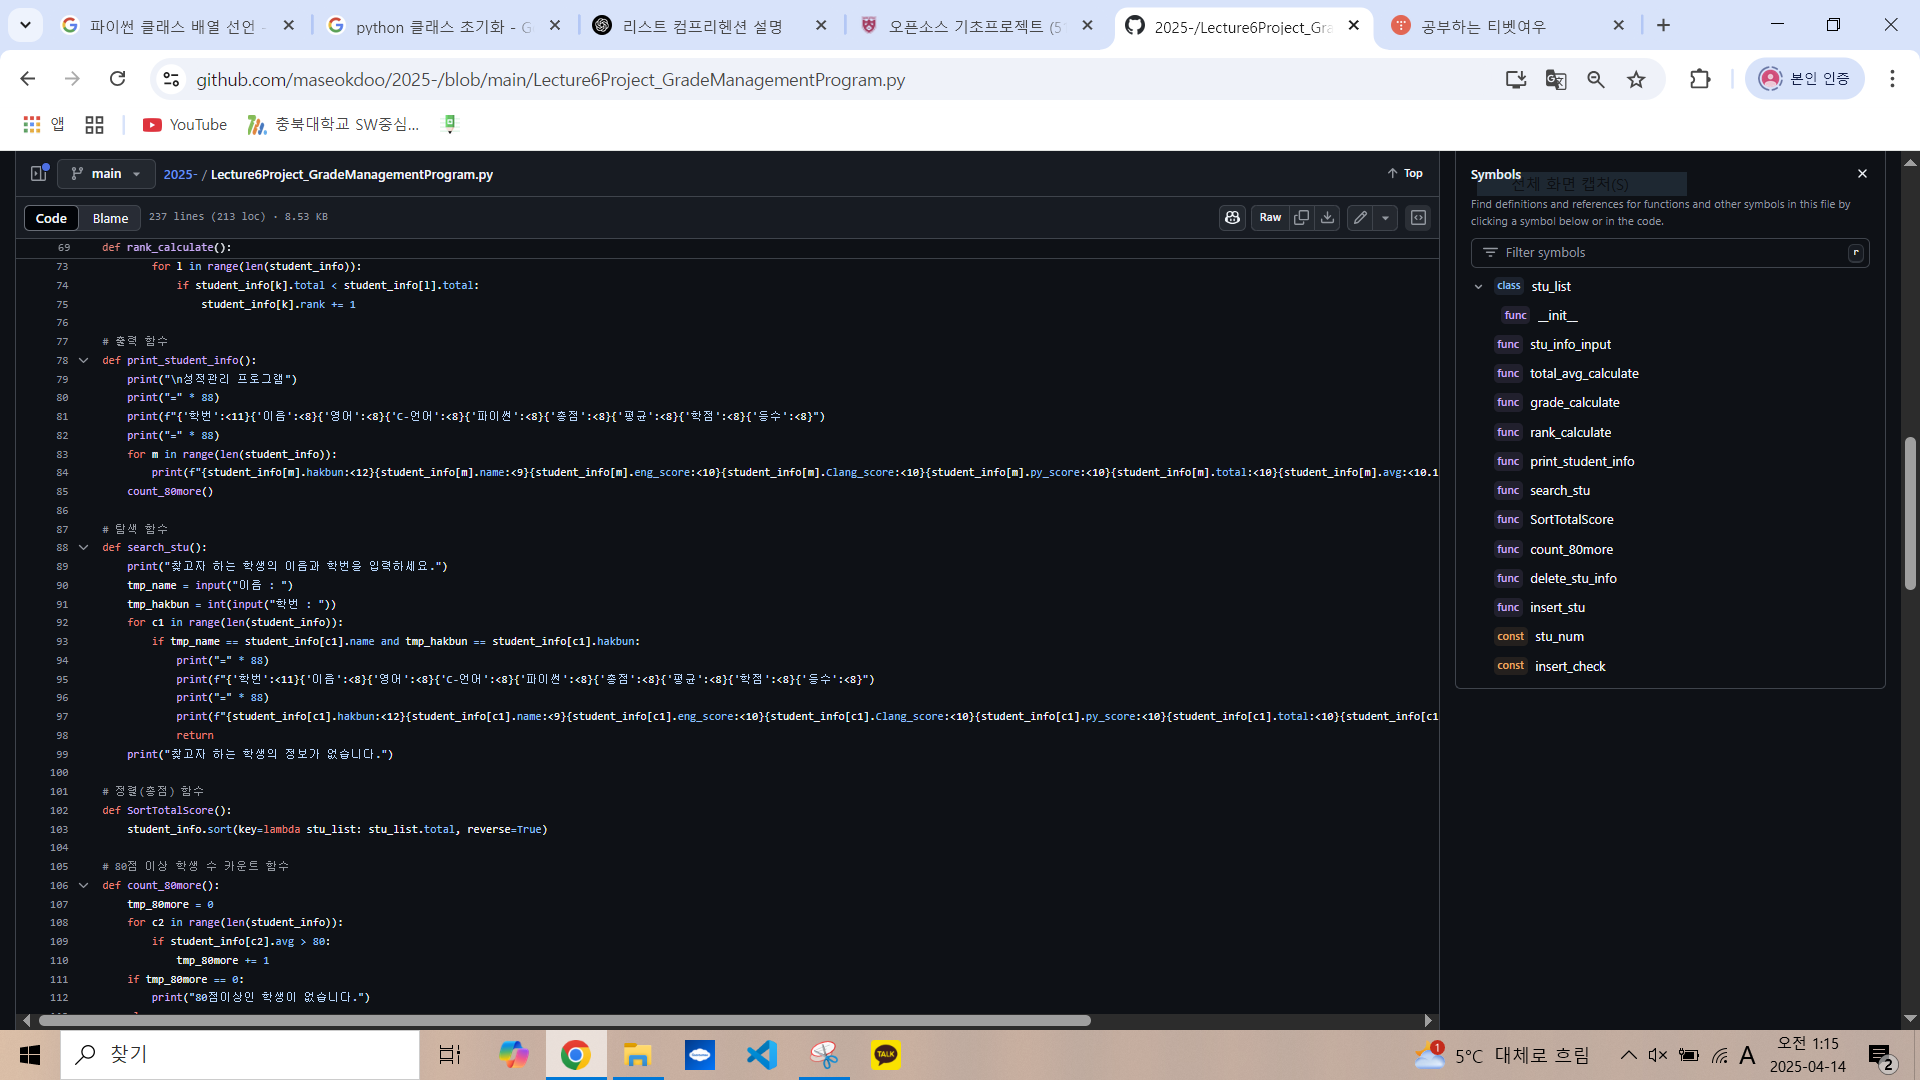 파이썬 클래스 배열 선언 -
python 클래스 초기화 - G
리스트 컴프리헨션 설명
오픈소스 기초프로젝트 (5
2025-/Lecture6Project_Gra
공부하는 티벳여우
github.com/maseokdoo/2025-/blob/main/Lecture6Project_GradeManagementProgram.py
본인 인증
앱
YouTube
충북대학교 SW중심...
main
2025- / Lecture6Project_GradeManagementProgram.py
Top
Code Blame 237 lines (213 loc) · 8.53 KB
Raw
69 def rank_calculate():
73 for l in range(len(student_info)):
74 if student_info[k].total < student_info[l].total:
75 student_info[k].rank += 1
76
77 # 출력 함수
78 def print_student_info():
79 print("\n성적관리 프로그램")
80 print("=" * 88)
81 print(f"{'학번':<11}{'이름':<8}{'영어':<8}{'C-언어':<8}{'파이썬':<8}{'총점':<8}{'평균':<8}{'학점':<8}{'등수':<8}")
82 print("=" * 88)
83 for m in range(len(student_info)):
84 print(f"{student_info[m].hakbun:<12}{student_info[m].name:<9}{student_info[m].eng_score:<10}{student_info[m].Clang_score:<10}{student_info[m].py_score:<10}{student_info[m].total:<10}{student_info[m].avg:<10.1
85 count_80more()
86
87 # 탐색 함수
88 def search_stu():
89 print("찾고자 하는 학생의 이름과 학번을 입력하세요.")
90 tmp_name = input("이름 : ")
91 tmp_hakbun = int(input("학번 : "))
92 for c1 in range(len(student_info)):
93 if tmp_name == student_info[c1].name and tmp_hakbun == student_info[c1].hakbun:
94 print("=" * 88)
95 print(f"{'학번':<11}{'이름':<8}{'영어':<8}{'C-언어':<8}{'파이썬':<8}{'총점':<8}{'평균':<8}{'학점':<8}{'등수':<8}")
96 print("=" * 88)
97 print(f"{student_info[c1].hakbun:<12}{student_info[c1].name:<9}{student_info[c1].eng_score:<10}{student_info[c1].Clang_score:<10}{student_info[c1].py_score:<10}{student_info[c1].total:<10}{student_info[c1
98 return
99 print("찾고자 하는 학생의 정보가 없습니다.")
100
101 # 정렬(총점) 함수
102 def SortTotalScore():
103 student_info.sort(key=lambda stu_list: stu_list.total, reverse=True)
104
105 # 80점 이상 학생 수 카운트 함수
106 def count_80more():
107 tmp_80more = 0
108 for c2 in range(len(student_info)):
109 if student_info[c2].avg > 80:
110 tmp_80more += 1
111 if tmp_80more == 0:
112 print("80점이상인 학생이 없습니다.")
Symbols
전체 화면 캡처(S)
Find definitions and references for functions and other symbols in this file by
clicking a symbol below or in the code.
Filter symbols r
class stu_list
func __init__
func stu_info_input
func total_avg_calculate
func grade_calculate
func rank_calculate
func print_student_info
func search_stu
func SortTotalScore
func count_80more
func delete_stu_info
func insert_stu
const stu_num
const insert_check
찾기
TALK
1
5°C 대체로 흐림
A
오전 1:15
2025-04-14
2